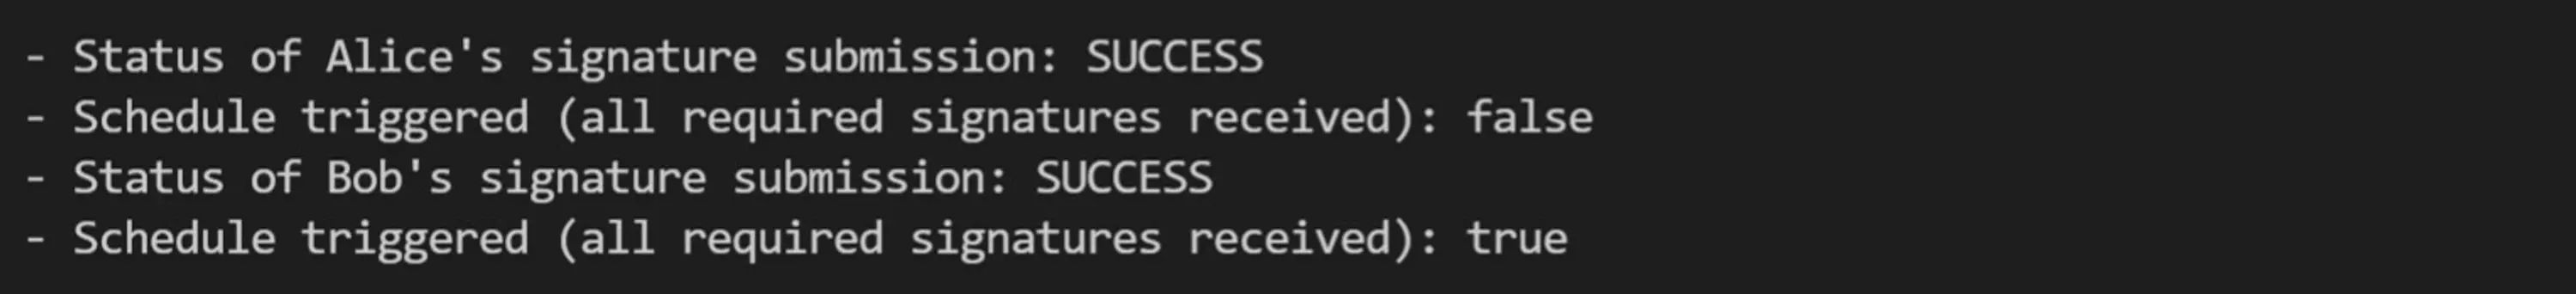 - Status of Alice's signature submission: SUCCESS
- Schedule triggered (all required signatures received): false
- Status of Bob's signature submission: SUCCESS
- Schedule triggered (all required signatures received): true